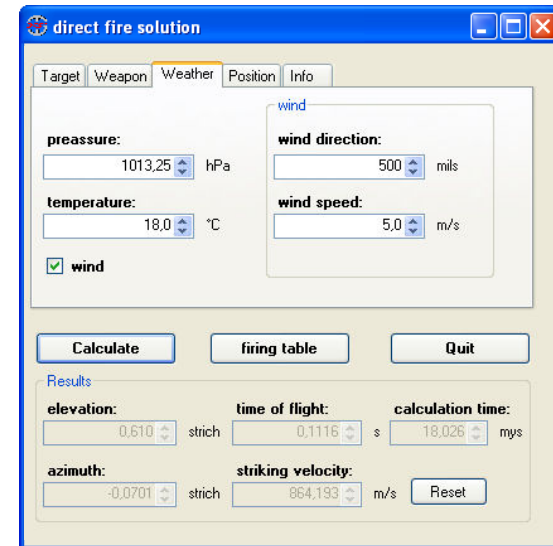 direct fire solution
Target Weapon Weather Position Info
wind
preassure: wind direction:
1013,25 hPa 500 mils
temperature: wind speed:
18,0 °C 5,0 m/s
wind
Calculate firing table Quit
Results
elevation: time of flight: calculation time:
0,610 strich 0,1116 s 18,026 mys
azimuth: striking velocity:
-0,0701 strich 864,193 m/s Reset